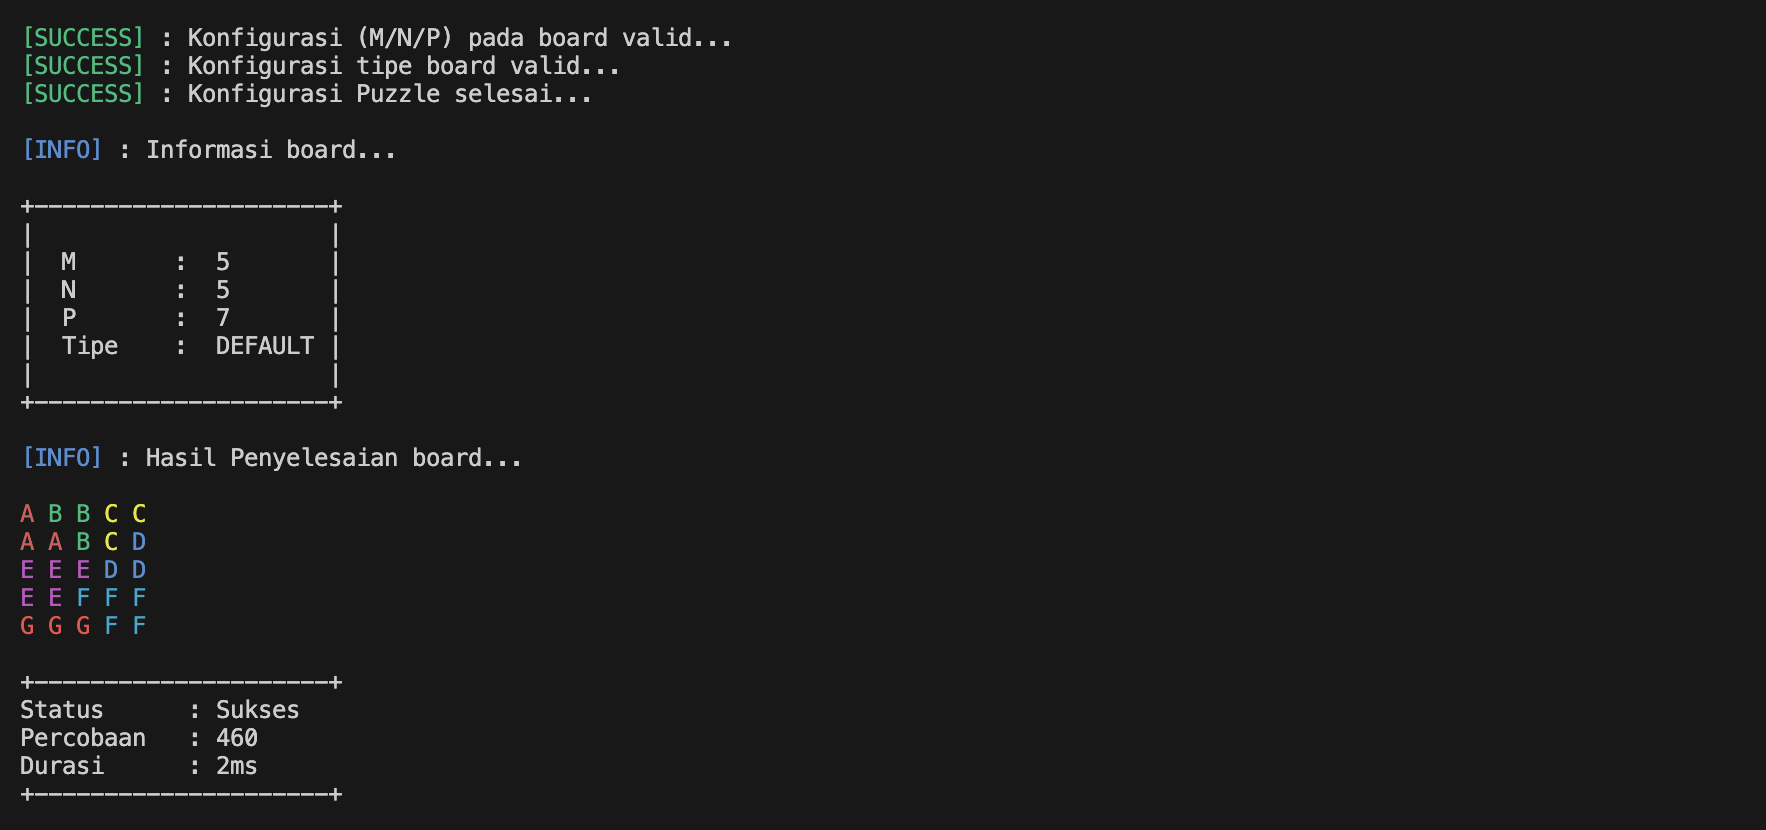 [SUCCESS] : Konfigurasi (M/N/P) pada board valid...
[SUCCESS] : Konfigurasi tipe board valid...
[SUCCESS] : Konfigurasi Puzzle selesai...
[INFO] : Informasi board...
+---------------------+
|                     |
|  M       :  5       |
|  N       :  5       |
|  P       :  7       |
|  Tipe    :  DEFAULT |
|                     |
+---------------------+
[INFO] : Hasil Penyelesaian board...
A B B C C
A A B C D
E E E D D
E E F F F
G G G F F
+---------------------+
Status      : Sukses
Percobaan   : 460
Durasi      : 2ms
+---------------------+